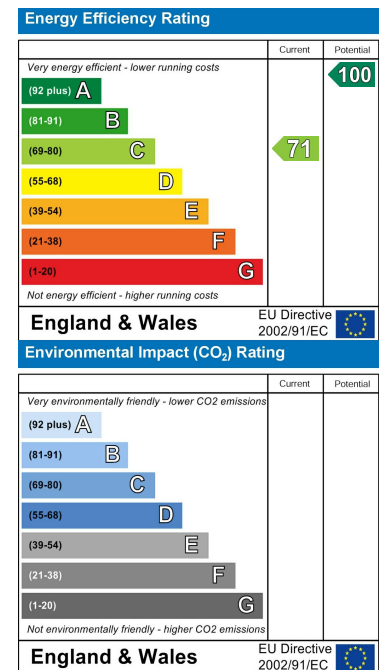 Energy Efficiency Rating
Current Potential
Very energy efficient - lower running costs
(92 plus) A
100
(81-91) B
(69-80) C
71
(55-68) D
(39-54) E
(21-38) F
(1-20) G
Not energy efficient - higher running costs
England & Wales
EU Directive
2002/91/EC
Environmental Impact (CO₂) Rating
Current Potential
Very environmentally friendly - lower CO2 emissions
(92 plus) A
(81-91) B
(69-80) C
(55-68) D
(39-54) E
(21-38) F
(1-20) G
Not environmentally friendly - higher CO2 emissions
England & Wales
EU Directive
2002/91/EC